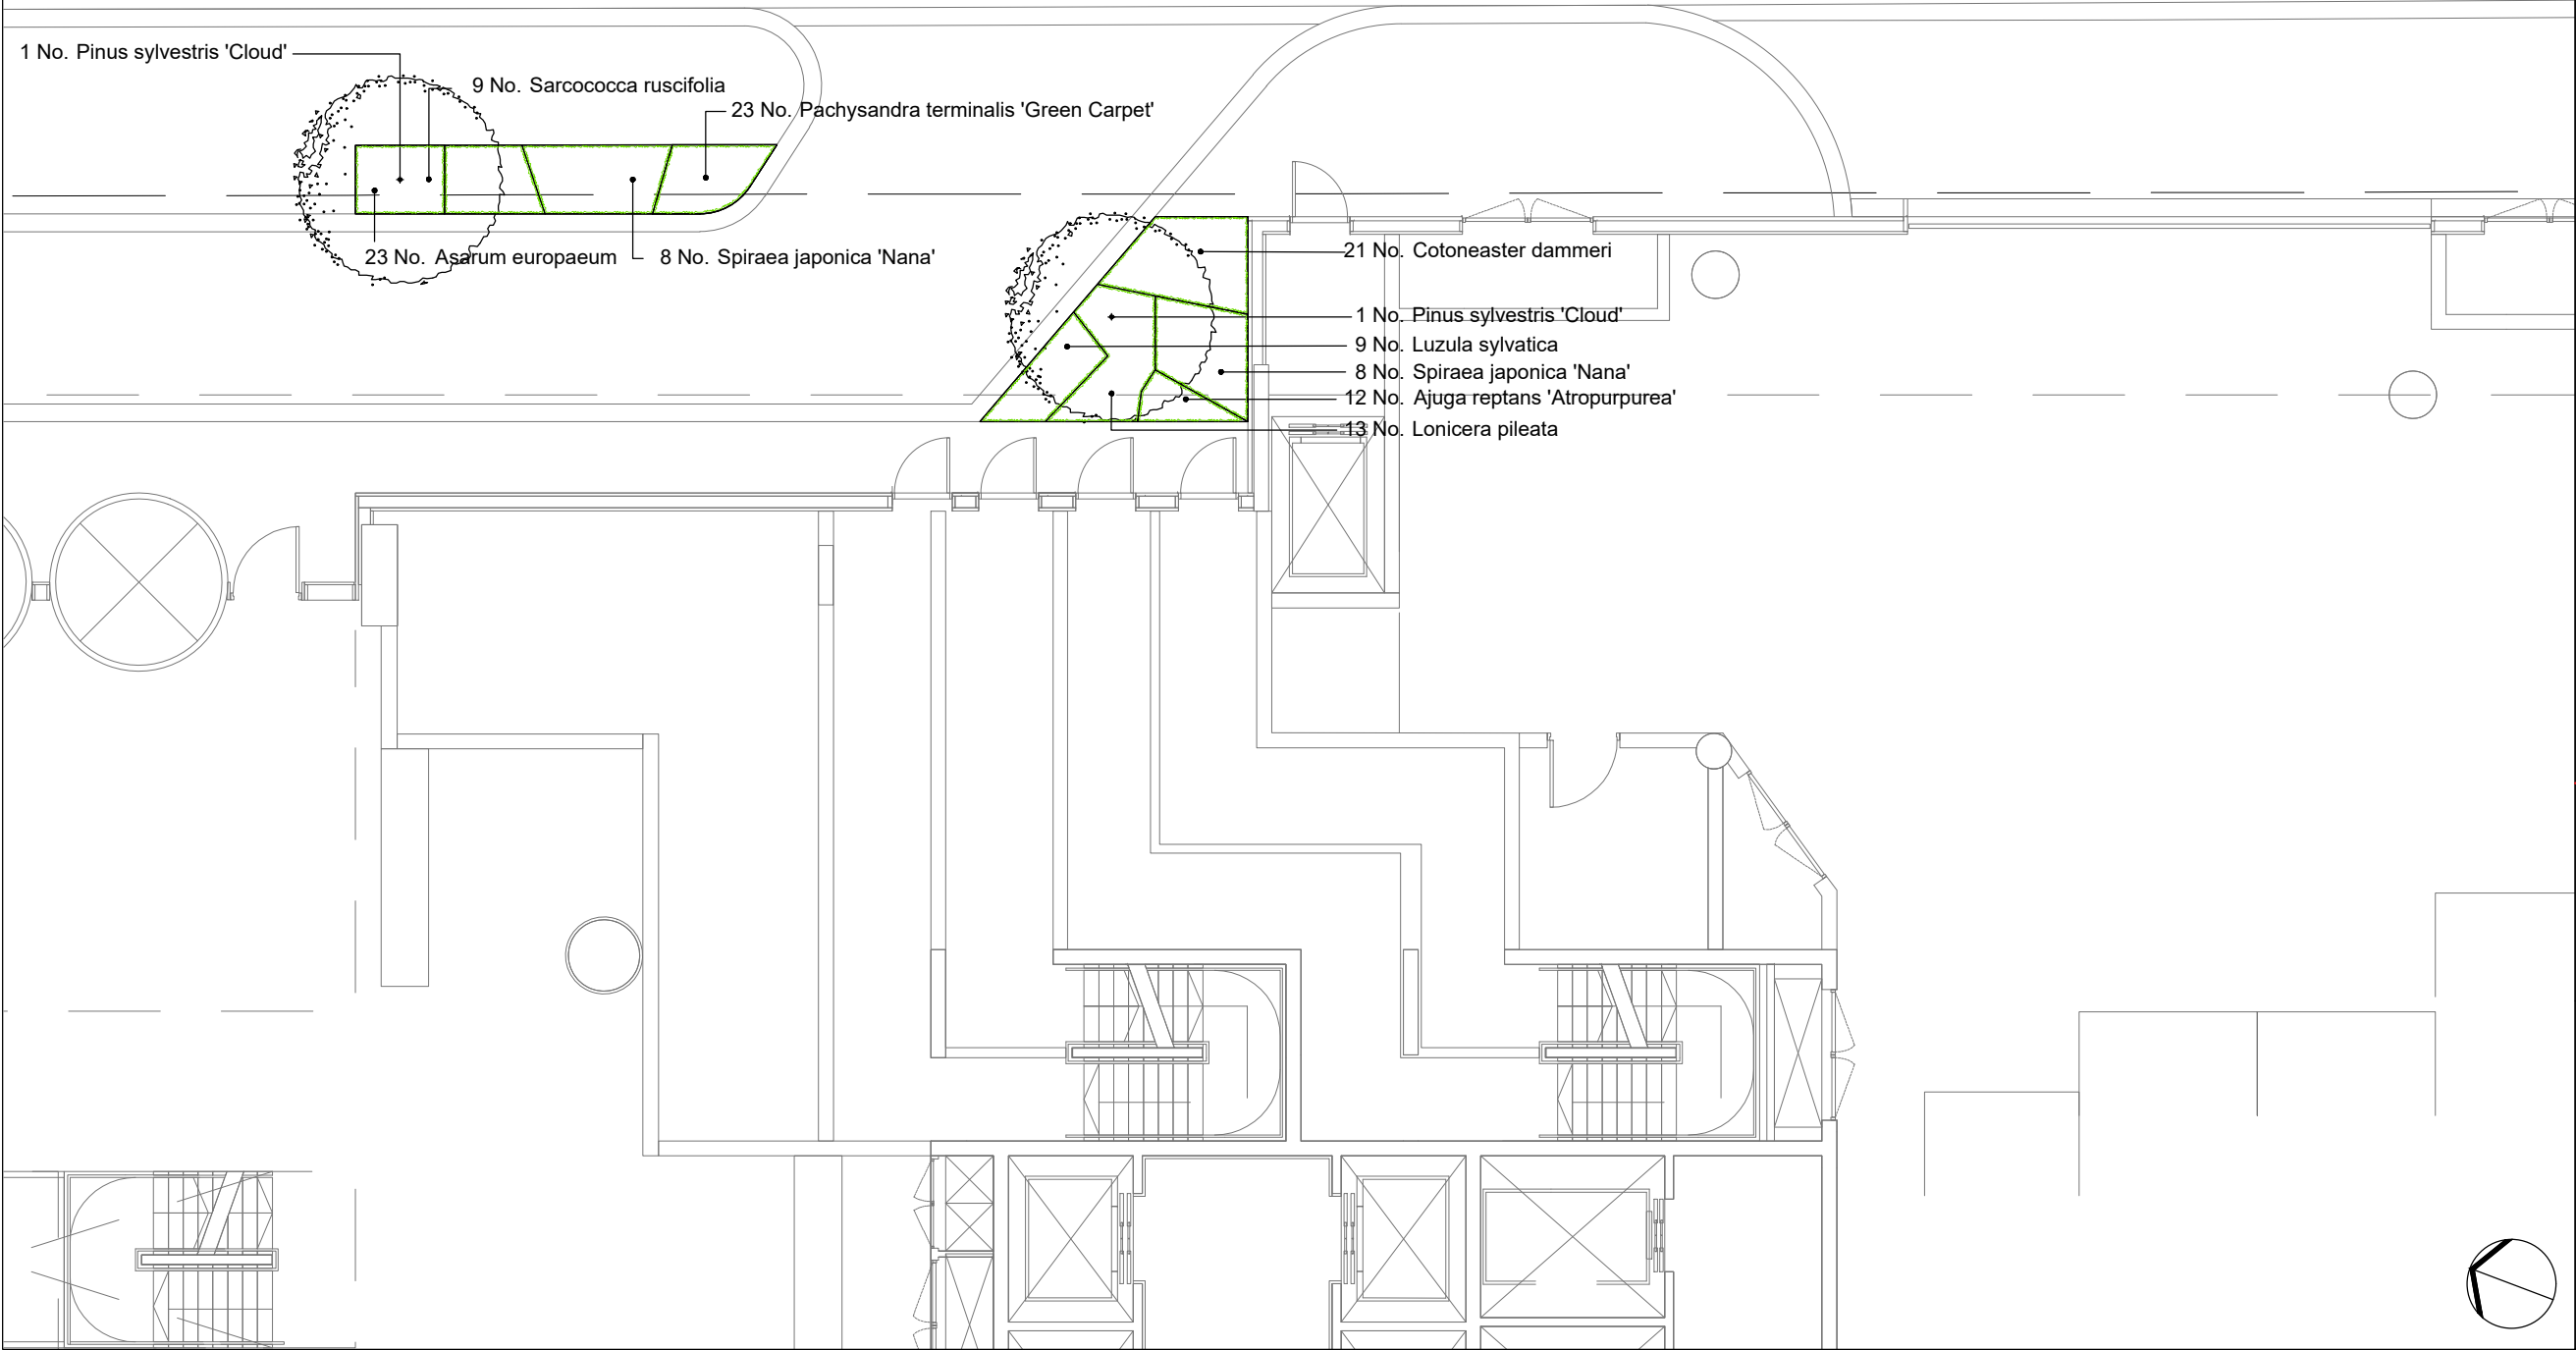 1 No. Pinus sylvestris 'Cloud'
9 No. Sarcococca ruscifolia
23 No. Pachysandra terminalis 'Green Carpet'
23 No. Asarum europaeum
8 No. Spiraea japonica 'Nana'
21 No. Cotoneaster dammeri
1 No. Pinus sylvestris 'Cloud'
9 No. Luzula sylvatica
8 No. Spiraea japonica 'Nana'
12 No. Ajuga reptans 'Atropurpurea'
13 No. Lonicera pileata